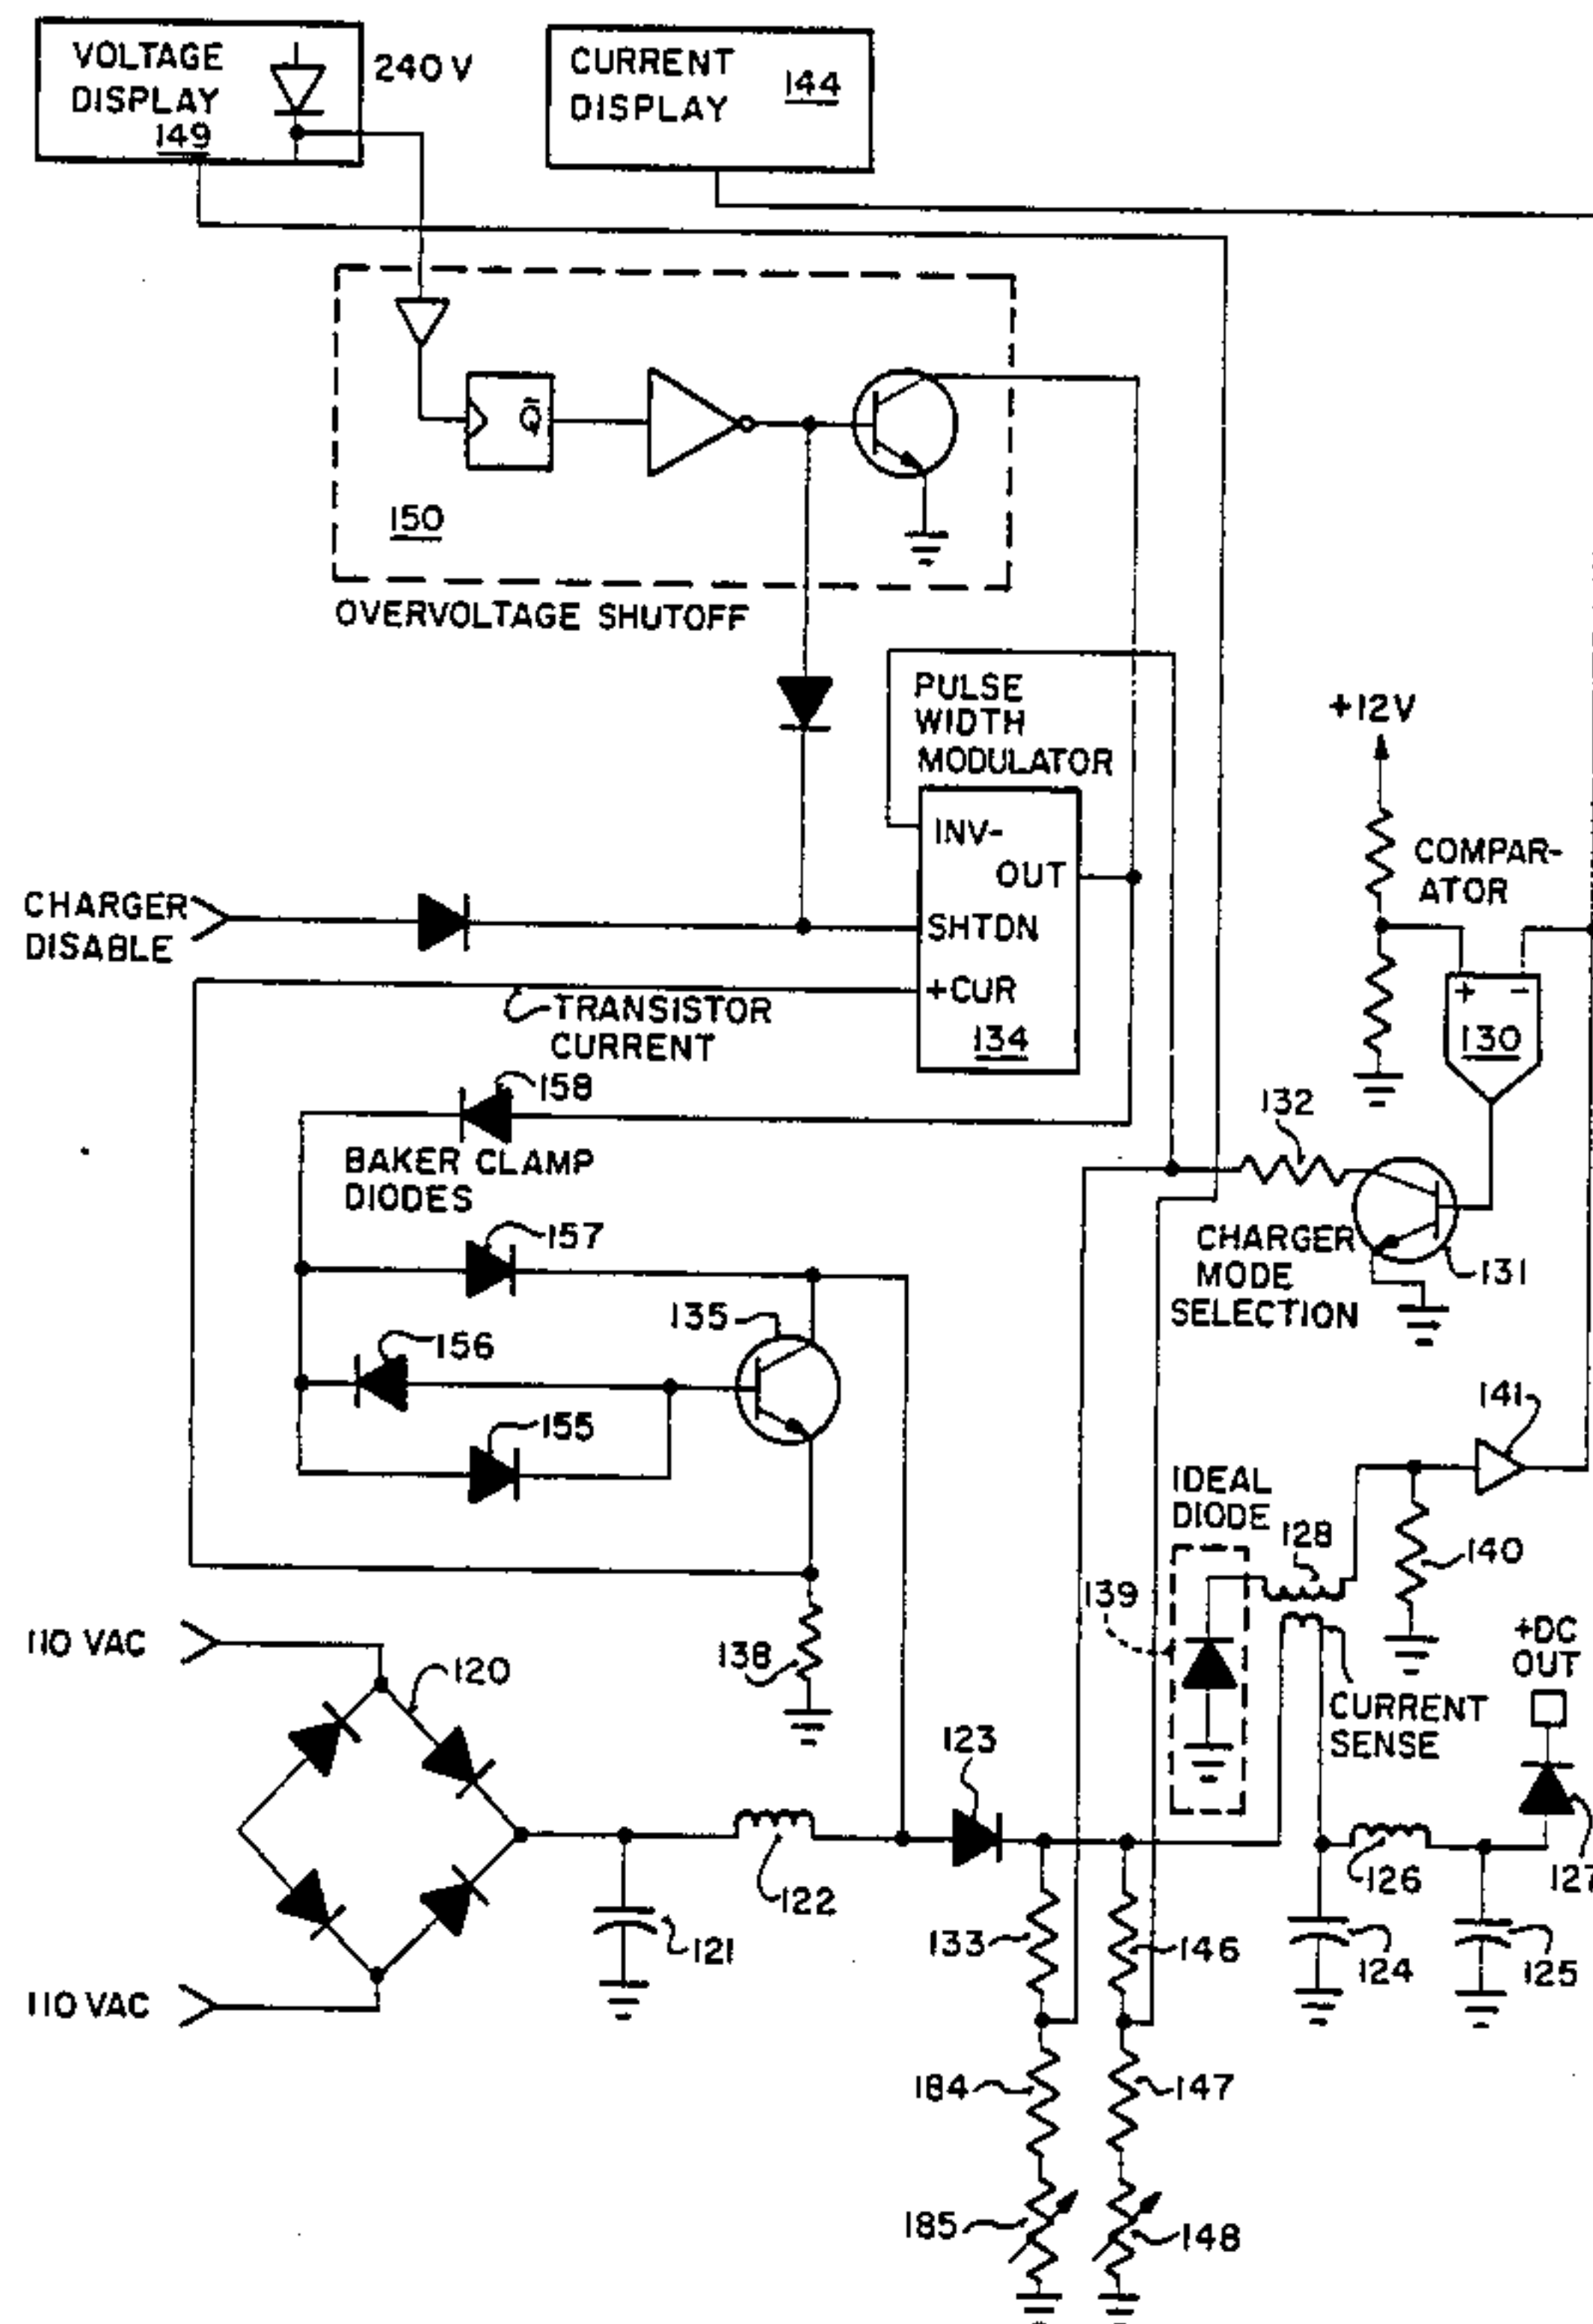 VOLTAGE
DISPLAY
149
240 V
CURRENT
DISPLAY
144
Q̄
150
OVERVOLTAGE SHUTOFF
PULSE
WIDTH
MODULATOR
INV-
OUT
SHTDN
+CUR
134
+12V
COMPAR-
ATOR
+ -
130
CHARGER
DISABLE
TRANSISTOR
CURRENT
158
BAKER CLAMP
DIODES
132
157
CHARGER
MODE
SELECTION
131
135
156
155
141
IDEAL
DIODE
128
140
139
110 VAC
120
138
+DC
OUT
CURRENT
SENSE
123
122
126
127
121
133
146
124
125
110 VAC
184
147
185
148